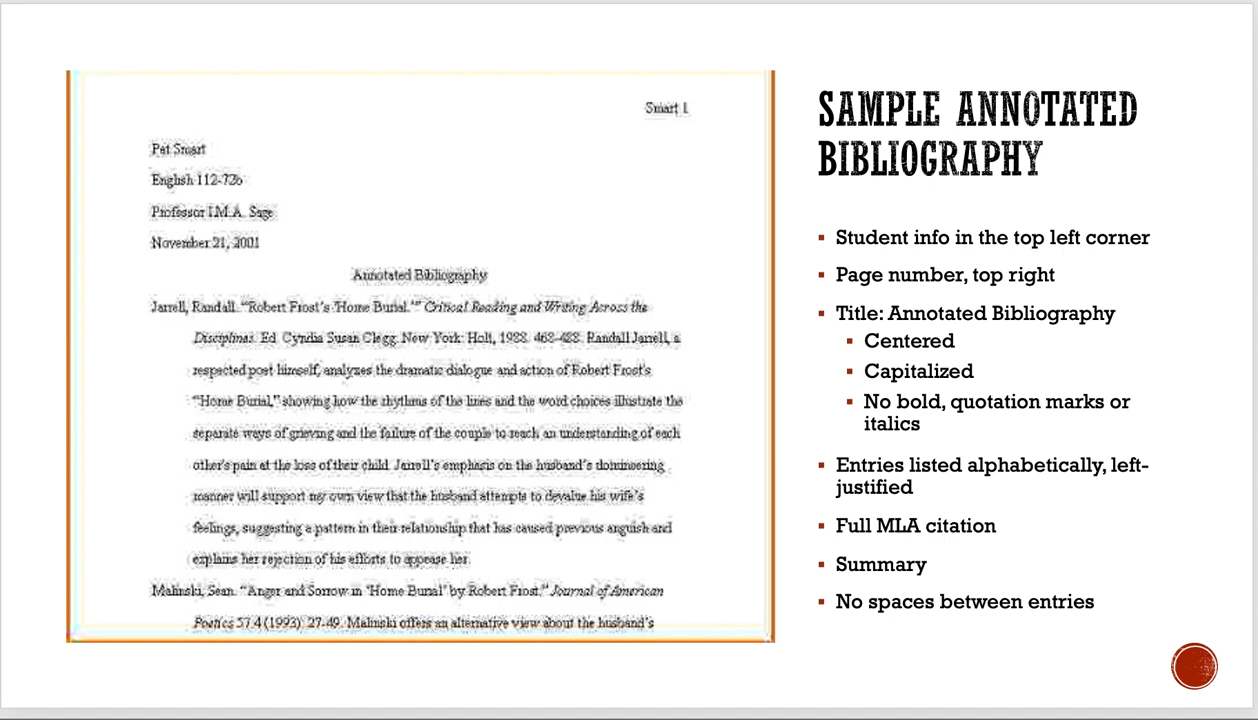 Smart 1
Pat Smart
English 112-72b
Professor I.M.A. Sage
November 21, 2001
Annotated Bibliography
Jarrell, Randall. "Robert Frost's 'Home Burial.'" Critical Reading and Writing Across the
Disciplines. Ed. Cyndia Susan Clegg. New York: Holt, 1988. 468-488. Randall Jarrell, a
respected poet himself, analyzes the dramatic dialogue and action of Robert Frost's
"Home Burial," showing how the rhythms of the lines and the word choices illustrate the
separate ways of grieving and the failure of the couple to reach an understanding of each
other's pain at the loss of their child. Jarrell's emphasis on the husband's domineering
manner will support my own view that the husband attempts to devalue his wife's
feelings, suggesting a pattern in their relationship that has caused previous anguish and
explains her rejection of his efforts to appease her.
Malinski, Sean. "Anger and Sorrow in 'Home Burial' by Robert Frost." Journal of American
Poetics 57.4 (1993): 27-49. Malinski offers an alternative view about the husband's
SAMPLE ANNOTATED
BIBLIOGRAPHY
▪ Student info in the top left corner
▪ Page number, top right
▪ Title: Annotated Bibliography
▪ Centered
▪ Capitalized
▪ No bold, quotation marks or
italics
▪ Entries listed alphabetically, left-
justified
▪ Full MLA citation
▪ Summary
▪ No spaces between entries